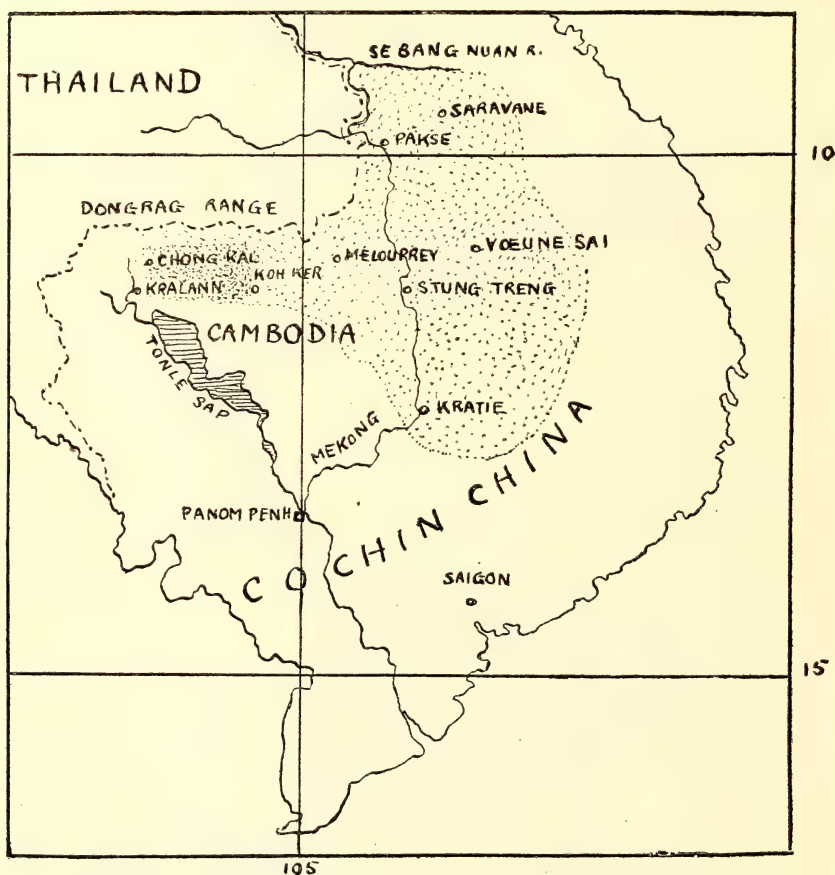 SE BANG NUAN R.
THAILAND
SARAVANE
PAKSE
10
DONGRAG RANGE
VOEUNE SAI
CHONG KAL
MELOUPREY
KOH KER
KRALANN
STUNG TRENG
CAMBODIA
TONLE SAP
KRATIE
MEKONG
PANOM PENH
COCHIN CHINA
SAIGON
15
105